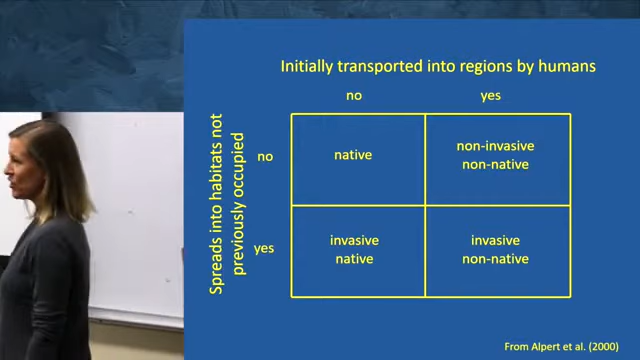 Initially transported into regions by humans
no
yes
Spreads into habitats not
previously occupied
no
native
non-invasive
non-native
yes
invasive
native
invasive
non-native
From Alpert et al. (2000)